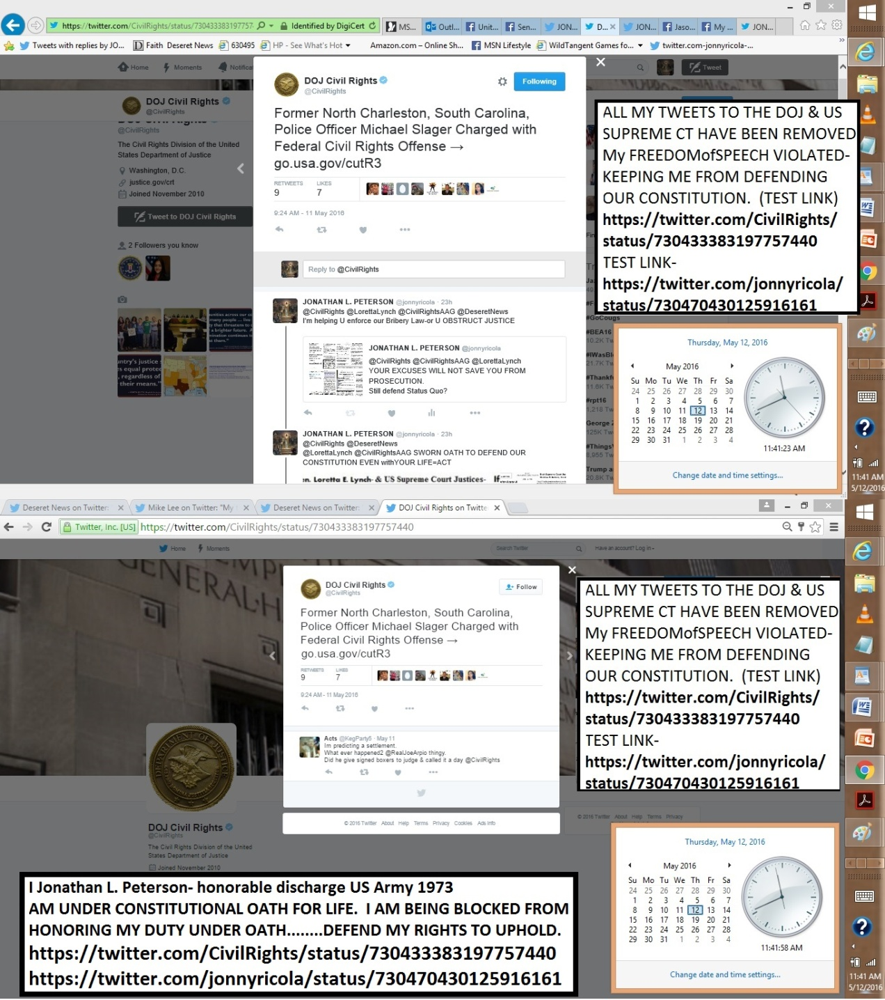 https://twitter.com/CivilRights/status/73043338319775
Identified by DigiCert
MS...
Outl...
Unit...
Sen...
JON...
D...
JON...
Jaso...
My ...
JON...
Tweets with replies by JO...
Faith Deseret News
630495
HP - See What's Hot
Amazon.com – Online Sh...
MSN Lifestyle
WildTangent Games fo...
twitter.com-jonnyricola-...
Home
Moments
Notifica
Tweet
DOJ Civil Rights
@CivilRights
@CivilRights
The Civil Rights Division of the United
States Department of Justice
Washington, D.C.
justice.gov/crt
Joined November 2010
Tweet to DOJ Civil Rights
2 Followers you know
DOJ Civil Rights
@CivilRights
Following
Former North Charleston, South Carolina,
Police Officer Michael Slager Charged with
Federal Civil Rights Offense →
go.usa.gov/cutR3
RETWEETS
9
LIKES
7
9:24 AM - 11 May 2016
Reply to @CivilRights
JONATHAN L. PETERSON @jonnyricola · 23h
@CivilRights @LorettaLynch @CivilRightsAAG @DeseretNews
I'm helping U enforce our Bribery Law-or U OBSTRUCT JUSTICE
JONATHAN L. PETERSON @jonnyricola
@CivilRights @CivilRightsAAG @LorettaLynch
YOUR EXCUSES WILL NOT SAVE YOU FROM
PROSECUTION.
Still defend Status Quo?
JONATHAN L. PETERSON @jonnyricola · 23h
@CivilRights @DeseretNews
@LorettaLynch @CivilRightsAAG SWORN OATH TO DEFEND OUR
CONSTITUTION EVEN withYOUR LIFE=ACT
en. Loretta E. Lynch- & US Supreme Court Justices- If
ALL MY TWEETS TO THE DOJ & US
SUPREME CT HAVE BEEN REMOVED
My FREEDOMofSPEECH VIOLATED-
KEEPING ME FROM DEFENDING
OUR CONSTITUTION. (TEST LINK)
https://twitter.com/CivilRights/
status/730433383197757440
TEST LINK-
https://twitter.com/jonnyricola/
status/730470430125916161
#GoCougs
#BEA16
10.2K Tw
#IWasBl
21.7K Tw
#Thankf
11.6K Tw
#rpt16
1,218 Tw
George Z
125K Tw
#Things
8,955 Tw
Trump a
20.8K Tw
Thursday, May 12, 2016
May 2016
Su Mo Tu We Th Fr Sa
24 25 26 27 28 29 30
1 2 3 4 5 6 7
8 9 10 11 12 13 14
15 16 17 18 19 20 21
22 23 24 25 26 27 28
29 30 31 1 2 3 4
11:41:23 AM
Change date and time settings...
11:41 AM
5/12/2016
Deseret News on Twitter:
Mike Lee on Twitter: "My
Deseret News on Twitter:
DOJ Civil Rights on Twitte
Twitter, Inc. [US]
https://twitter.com/CivilRights/status/730433383197757440
Home
Moments
Search Twitter
Have an account? Log in
DOJ Civil Rights
@CivilRights
Follow
Former North Charleston, South Carolina,
Police Officer Michael Slager Charged with
Federal Civil Rights Offense →
go.usa.gov/cutR3
RETWEETS
9
LIKES
7
9:24 AM - 11 May 2016
Acts @KegParty5 · May 11
Im predicting a settlement.
What ever happened2 @RealJoeArpio thingy.
Did he give signed boxers to judge & called it a day @CivilRights
© 2016 Twitter About Help Terms Privacy Cookies Ads info
© 2016 Twitter About Help Terms Privacy
ALL MY TWEETS TO THE DOJ & US
SUPREME CT HAVE BEEN REMOVED
My FREEDOMofSPEECH VIOLATED-
KEEPING ME FROM DEFENDING
OUR CONSTITUTION. (TEST LINK)
https://twitter.com/CivilRights/
status/730433383197757440
TEST LINK-
https://twitter.com/jonnyricola/
status/730470430125916161
DOJ Civil Rights
@CivilRights
The Civil Rights Division of the United
States Department of Justice
Joined November 2010
I Jonathan L. Peterson- honorable discharge US Army 1973
AM UNDER CONSTITUTIONAL OATH FOR LIFE. I AM BEING BLOCKED FROM
HONORING MY DUTY UNDER OATH........DEFEND MY RIGHTS TO UPHOLD.
https://twitter.com/CivilRights/status/730433383197757440
https://twitter.com/jonnyricola/status/730470430125916161
Thursday, May 12, 2016
May 2016
Su Mo Tu We Th Fr Sa
24 25 26 27 28 29 30
1 2 3 4 5 6 7
8 9 10 11 12 13 14
15 16 17 18 19 20 21
22 23 24 25 26 27 28
29 30 31 1 2 3 4
11:41:58 AM
Change date and time settings...
11:41 AM
5/12/2016